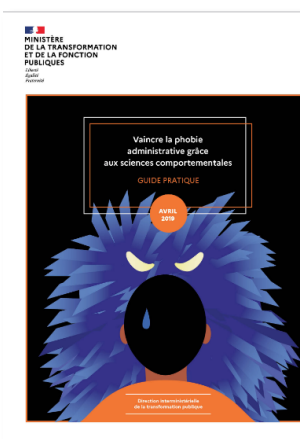 MINISTÈRE
DE LA TRANSFORMATION
ET DE LA FONCTION
PUBLIQUES
Liberté
Égalité
Fraternité
Vaincre la phobie
administrative grâce
aux sciences comportementales
GUIDE PRATIQUE
AVRIL
2019
Direction interministérielle
de la transformation publique